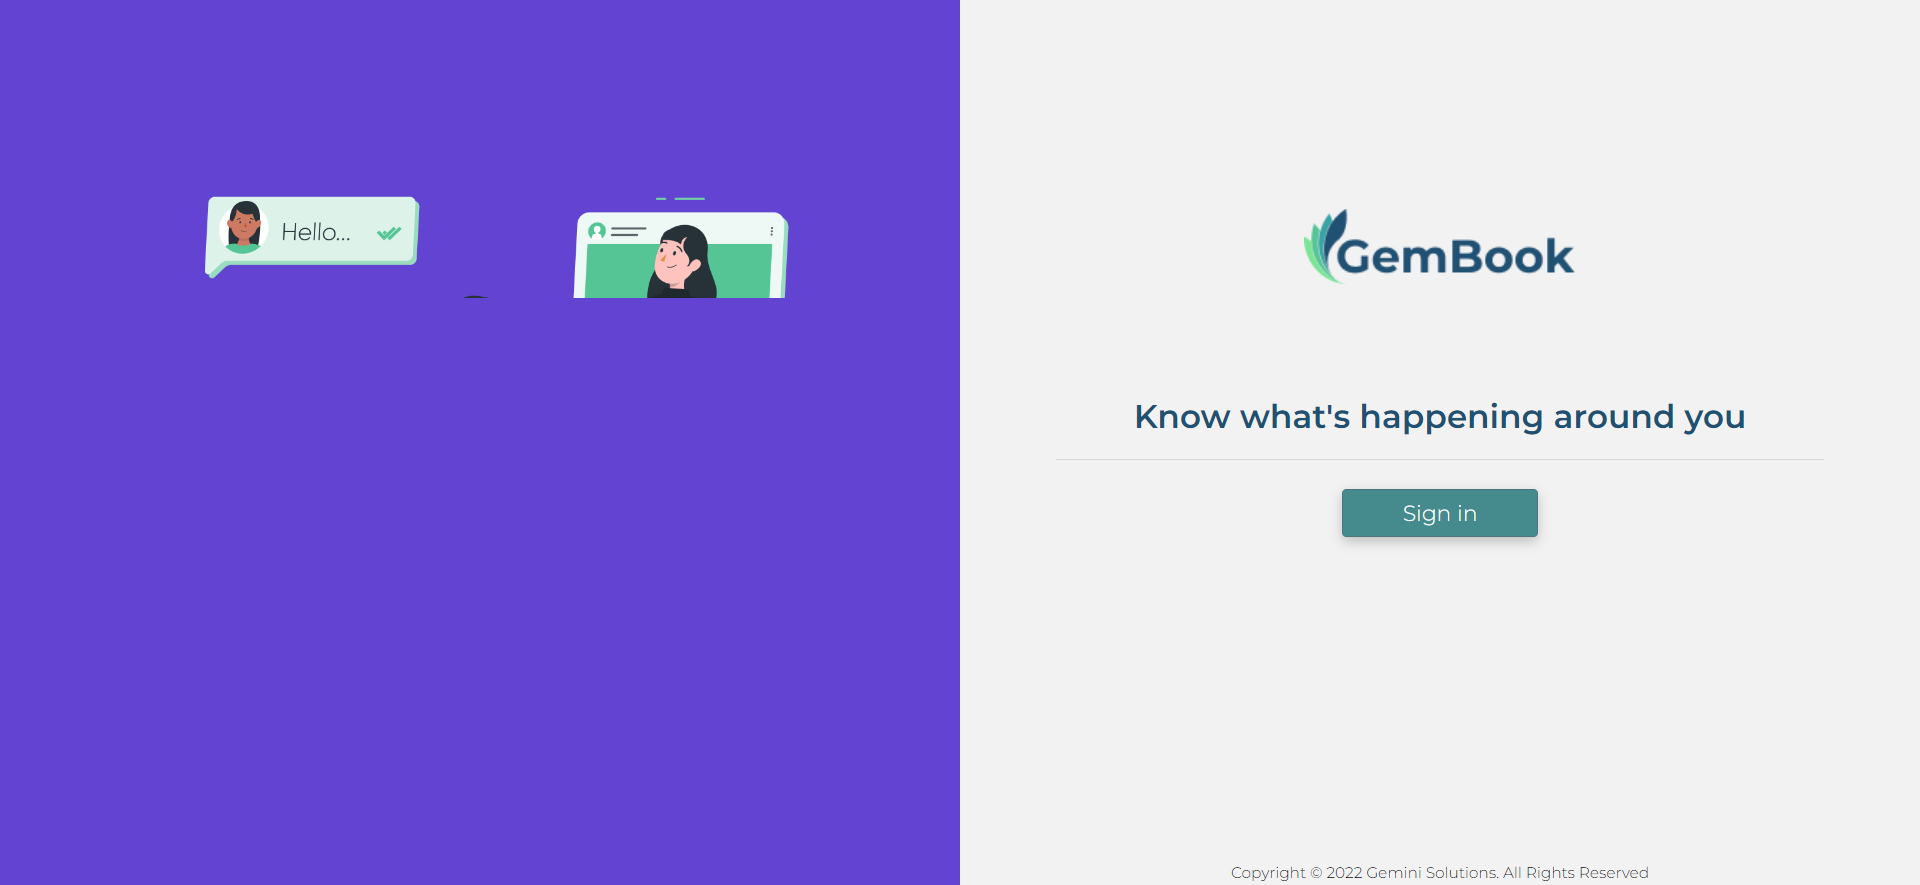 Hello...
GemBook
Know what's happening around you
Sign in
Copyright © 2022 Gemini Solutions. All Rights Reserved